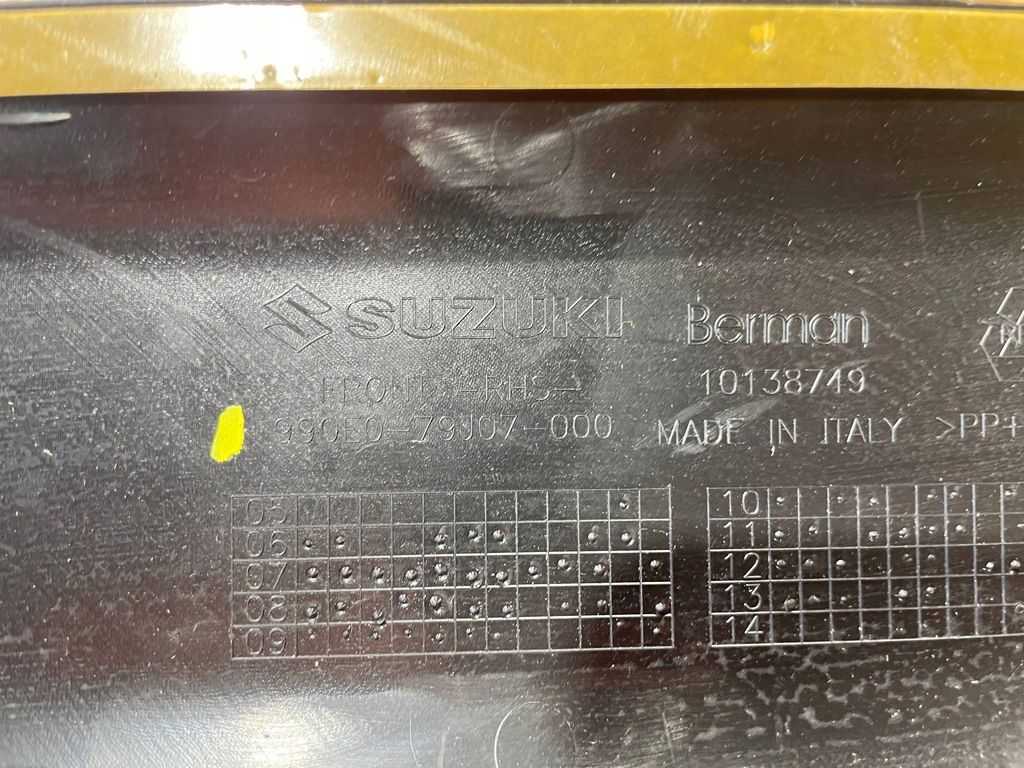 SUZUKI Berman
FRONT -RHS- 10138749
990E0-79J07-000 MADE IN ITALY >PP+
05 10
06 11
07 12
08 13
09 14